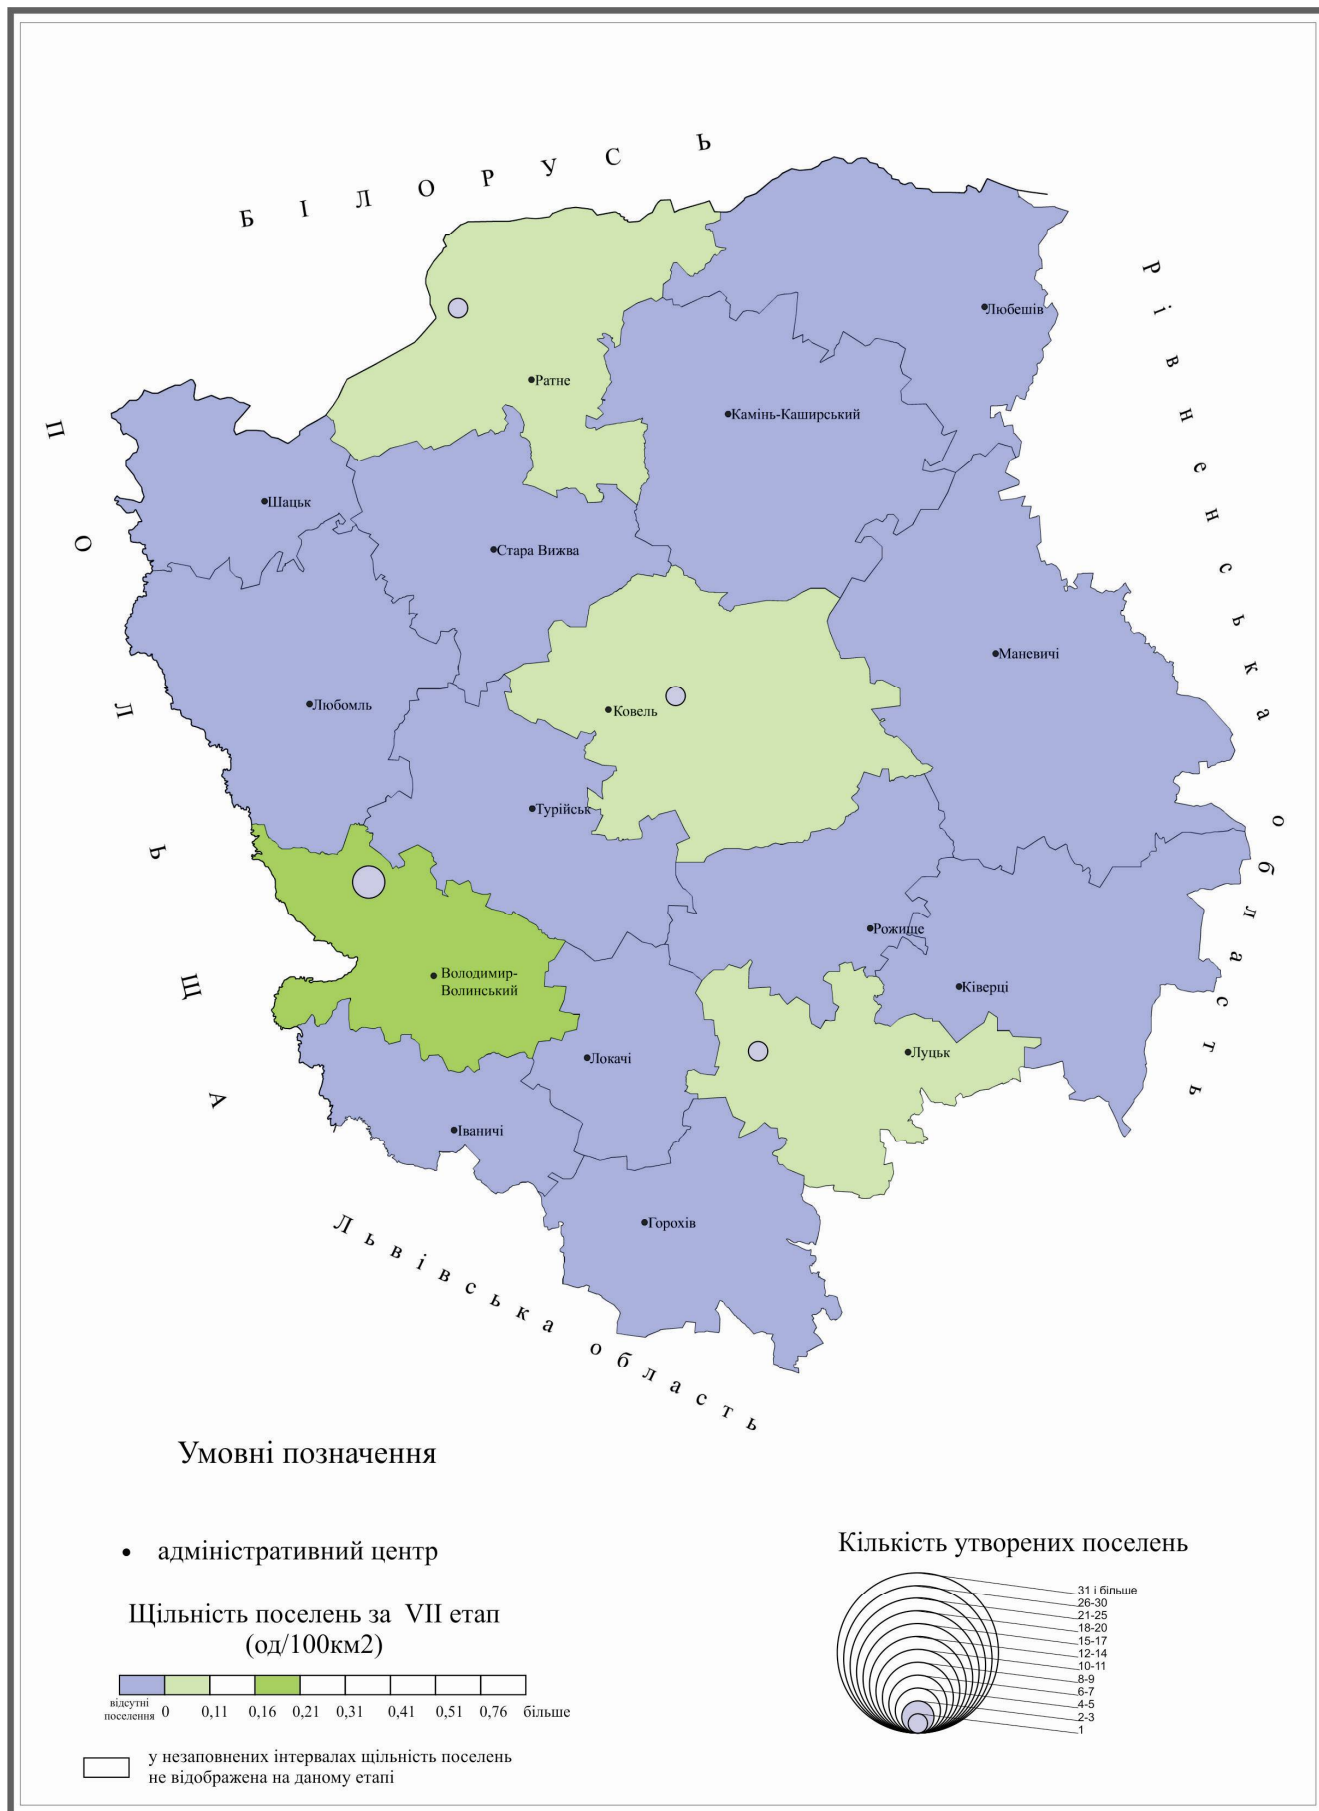 БІЛОРУСЬ
Рівненська область
ПОЛЬЩА
Львівська область
Любешів
Ратне
Камінь-Каширський
Шацьк
Стара Вижва
Маневичі
Любомль
Ковель
Турійськ
Рожище
Володимир-
Волинський
Ківерці
Локачі
Луцьк
Іваничі
Горохів
Умовні позначення
адміністративний центр
Щільність поселень за VII етап
(од/100км2)
відсутні
поселення
0 0,11 0,16 0,21 0,31 0,41 0,51 0,76 більше
у незаповнених інтервалах щільність поселень
не відображена на даному етапі
Кількість утворених поселень
31 і більше
26-30
21-25
18-20
15-17
12-14
10-11
8-9
6-7
4-5
2-3
1